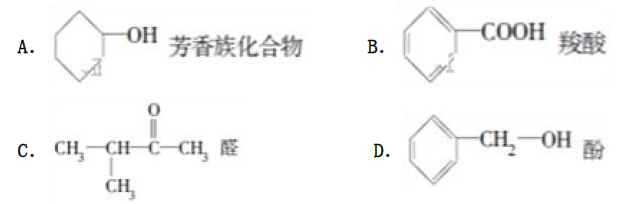 A. OH 芳香族化合物
B. COOH 羧酸
O
C. CH3—CH—C—CH3 醛
CH3
D. CH2—OH 酚